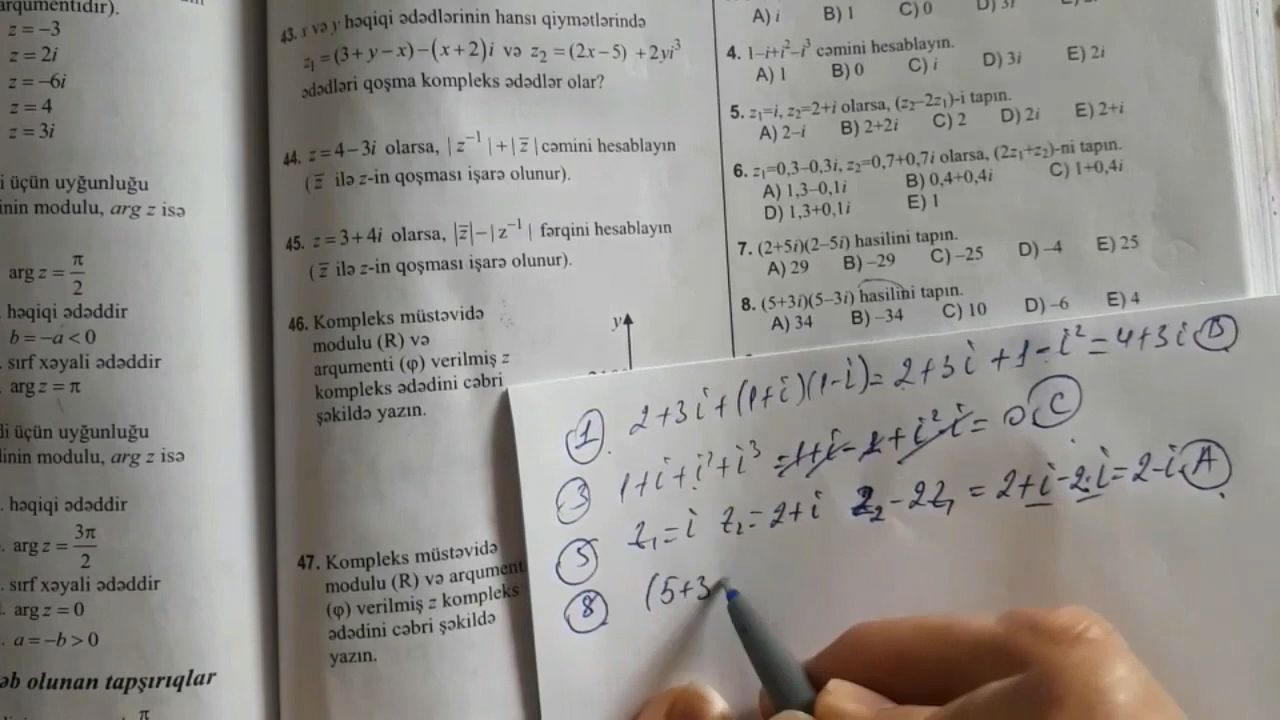 arqumentidir).
z = −3
z = 2i
z = −6i
z = 4
z = 3i
i üçün uyğunluğu
inin modulu, arg z isə
arg z = π/2
həqiqi ədəddir
b = −a < 0
sırf xəyali ədəddir
arg z = π
di üçün uyğunluğu
inin modulu, arg z isə
həqiqi ədəddir
arg z = 3π/2
sırf xəyali ədəddir
arg z = 0
a = −b > 0
əb olunan tapşırıqlar
π
43. x və y həqiqi ədədlərinin hansı qiymətlərində
z₁ = (3 + y − x) − (x + 2)i və z₂ = (2x − 5) + 2yi³
ədədləri qoşma kompleks ədədlər olar?
44. z = 4 − 3i olarsa, | z⁻¹ | + | z̄ | cəmini hesablayın
( z̄ ilə z-in qoşması işarə olunur).
45. z = 3 + 4i olarsa, | z̄ | − | z⁻¹ | fərqini hesablayın
( z̄ ilə z-in qoşması işarə olunur).
46. Kompleks müstəvidə
modulu (R) və
arqumenti (φ) verilmiş z
kompleks ədədini cəbri
şəkildə yazın.
y
47. Kompleks müstəvidə
modulu (R) və arqument
(φ) verilmiş z kompleks
ədədini cəbri şəkildə
yazın.
A) i B) 1 C) 0 D) 3i
4. 1−i+i²−i³ cəmini hesablayın.
A) 1 B) 0 C) i D) 3i E) 2i
5. z₁=i, z₂=2+i olarsa, (z₂−2z₁)-i tapın.
A) 2−i B) 2+2i C) 2 D) 2i E) 2+i
6. z₁=0,3−0,3i, z₂=0,7+0,7i olarsa, (2z₁+z₂)-ni tapın.
A) 1,3−0,1i B) 0,4+0,4i C) 1+0,4i
D) 1,3+0,1i E) 1
7. (2+5i)(2−5i) hasilini tapın.
A) 29 B) −29 C) −25 D) −4 E) 25
8. (5+3i)(5−3i) hasilini tapın.
A) 34 B) −34 C) 10 D) −6 E) 4
1 2+3i+(1+i)(1−i)=2+3i+1−i²=4+3i B
3 1+i+i²+i³=1+i−1+i²·i=0 C
5 z₁=i z₂=2+i z₂−2z₁=2+i−2i=2−i A
8 (5+3